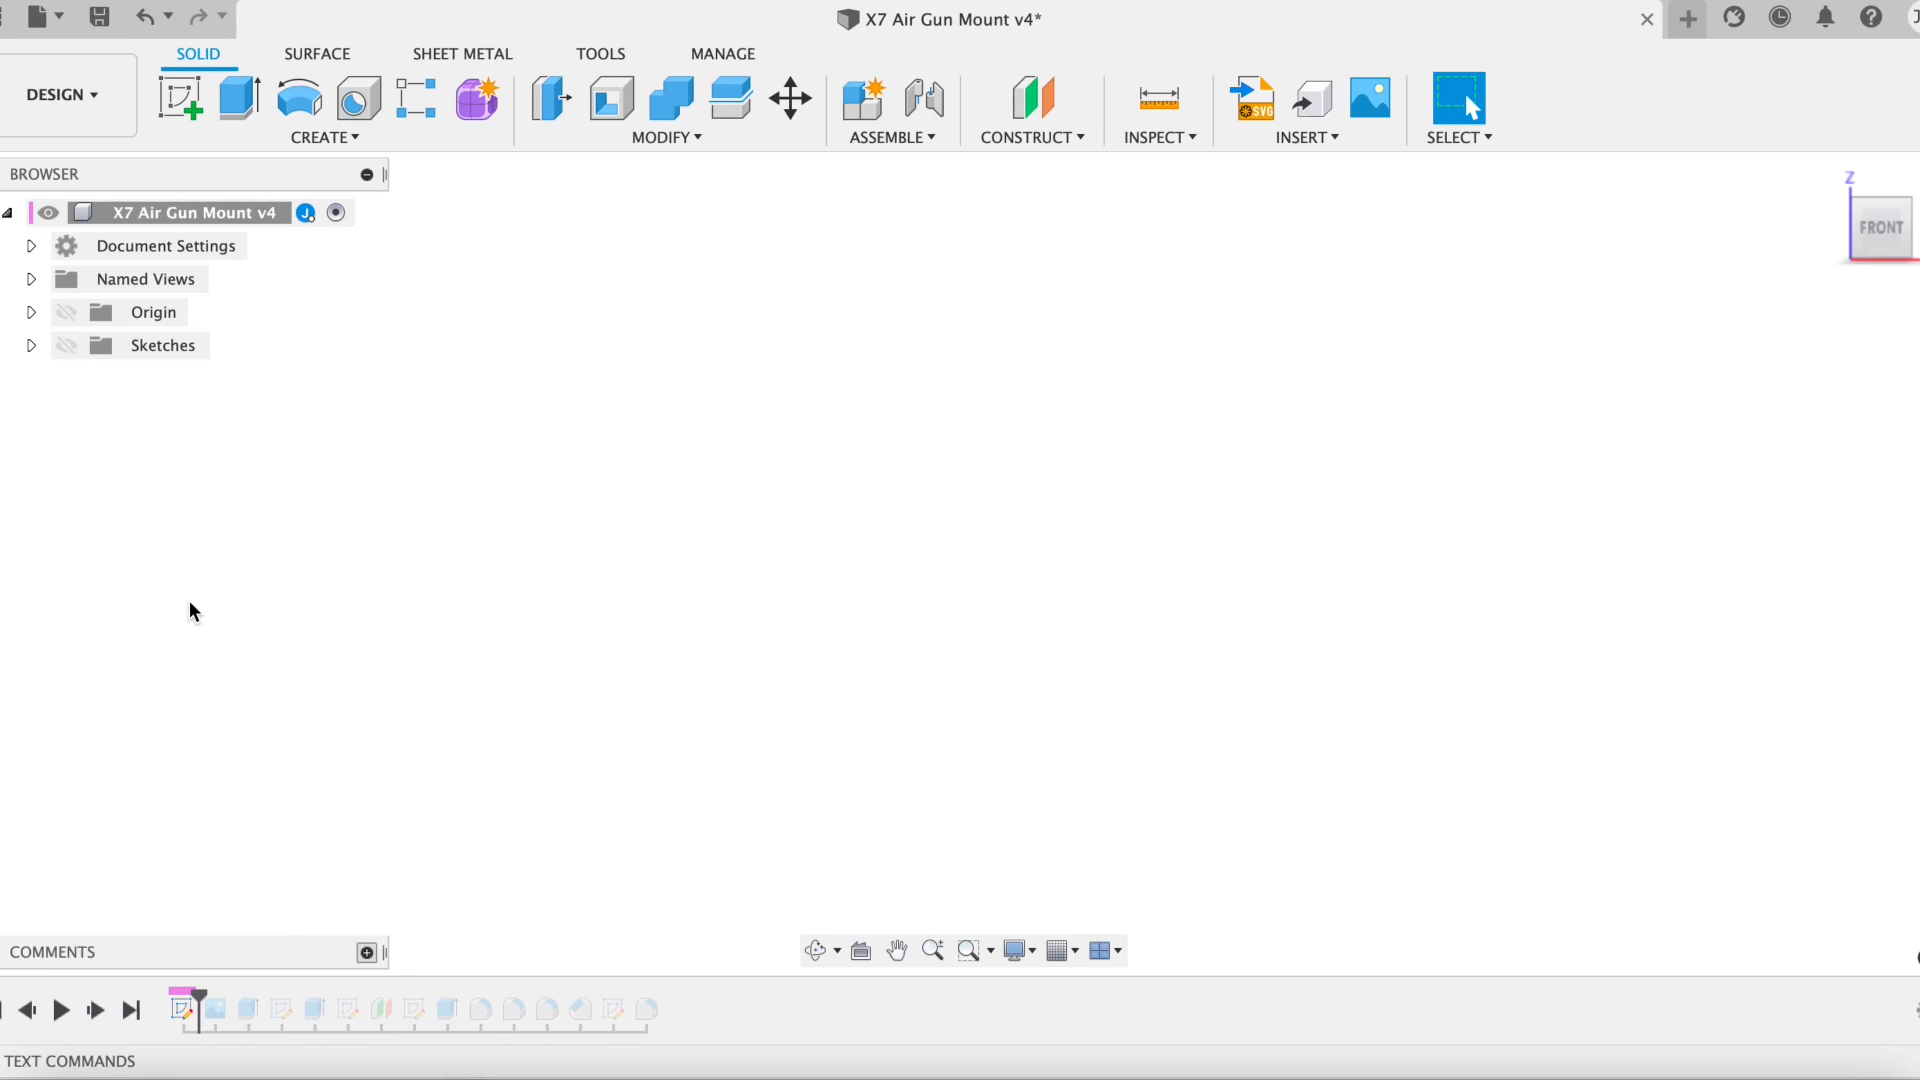 X7 Air Gun Mount v4*
SOLID
SURFACE
SHEET METAL
TOOLS
MANAGE
DESIGN
CREATE
MODIFY
ASSEMBLE
CONSTRUCT
INSPECT
INSERT
SELECT
SVG
BROWSER
X7 Air Gun Mount v4
J
Document Settings
Named Views
Origin
Sketches
Z
FRONT
COMMENTS
TEXT COMMANDS